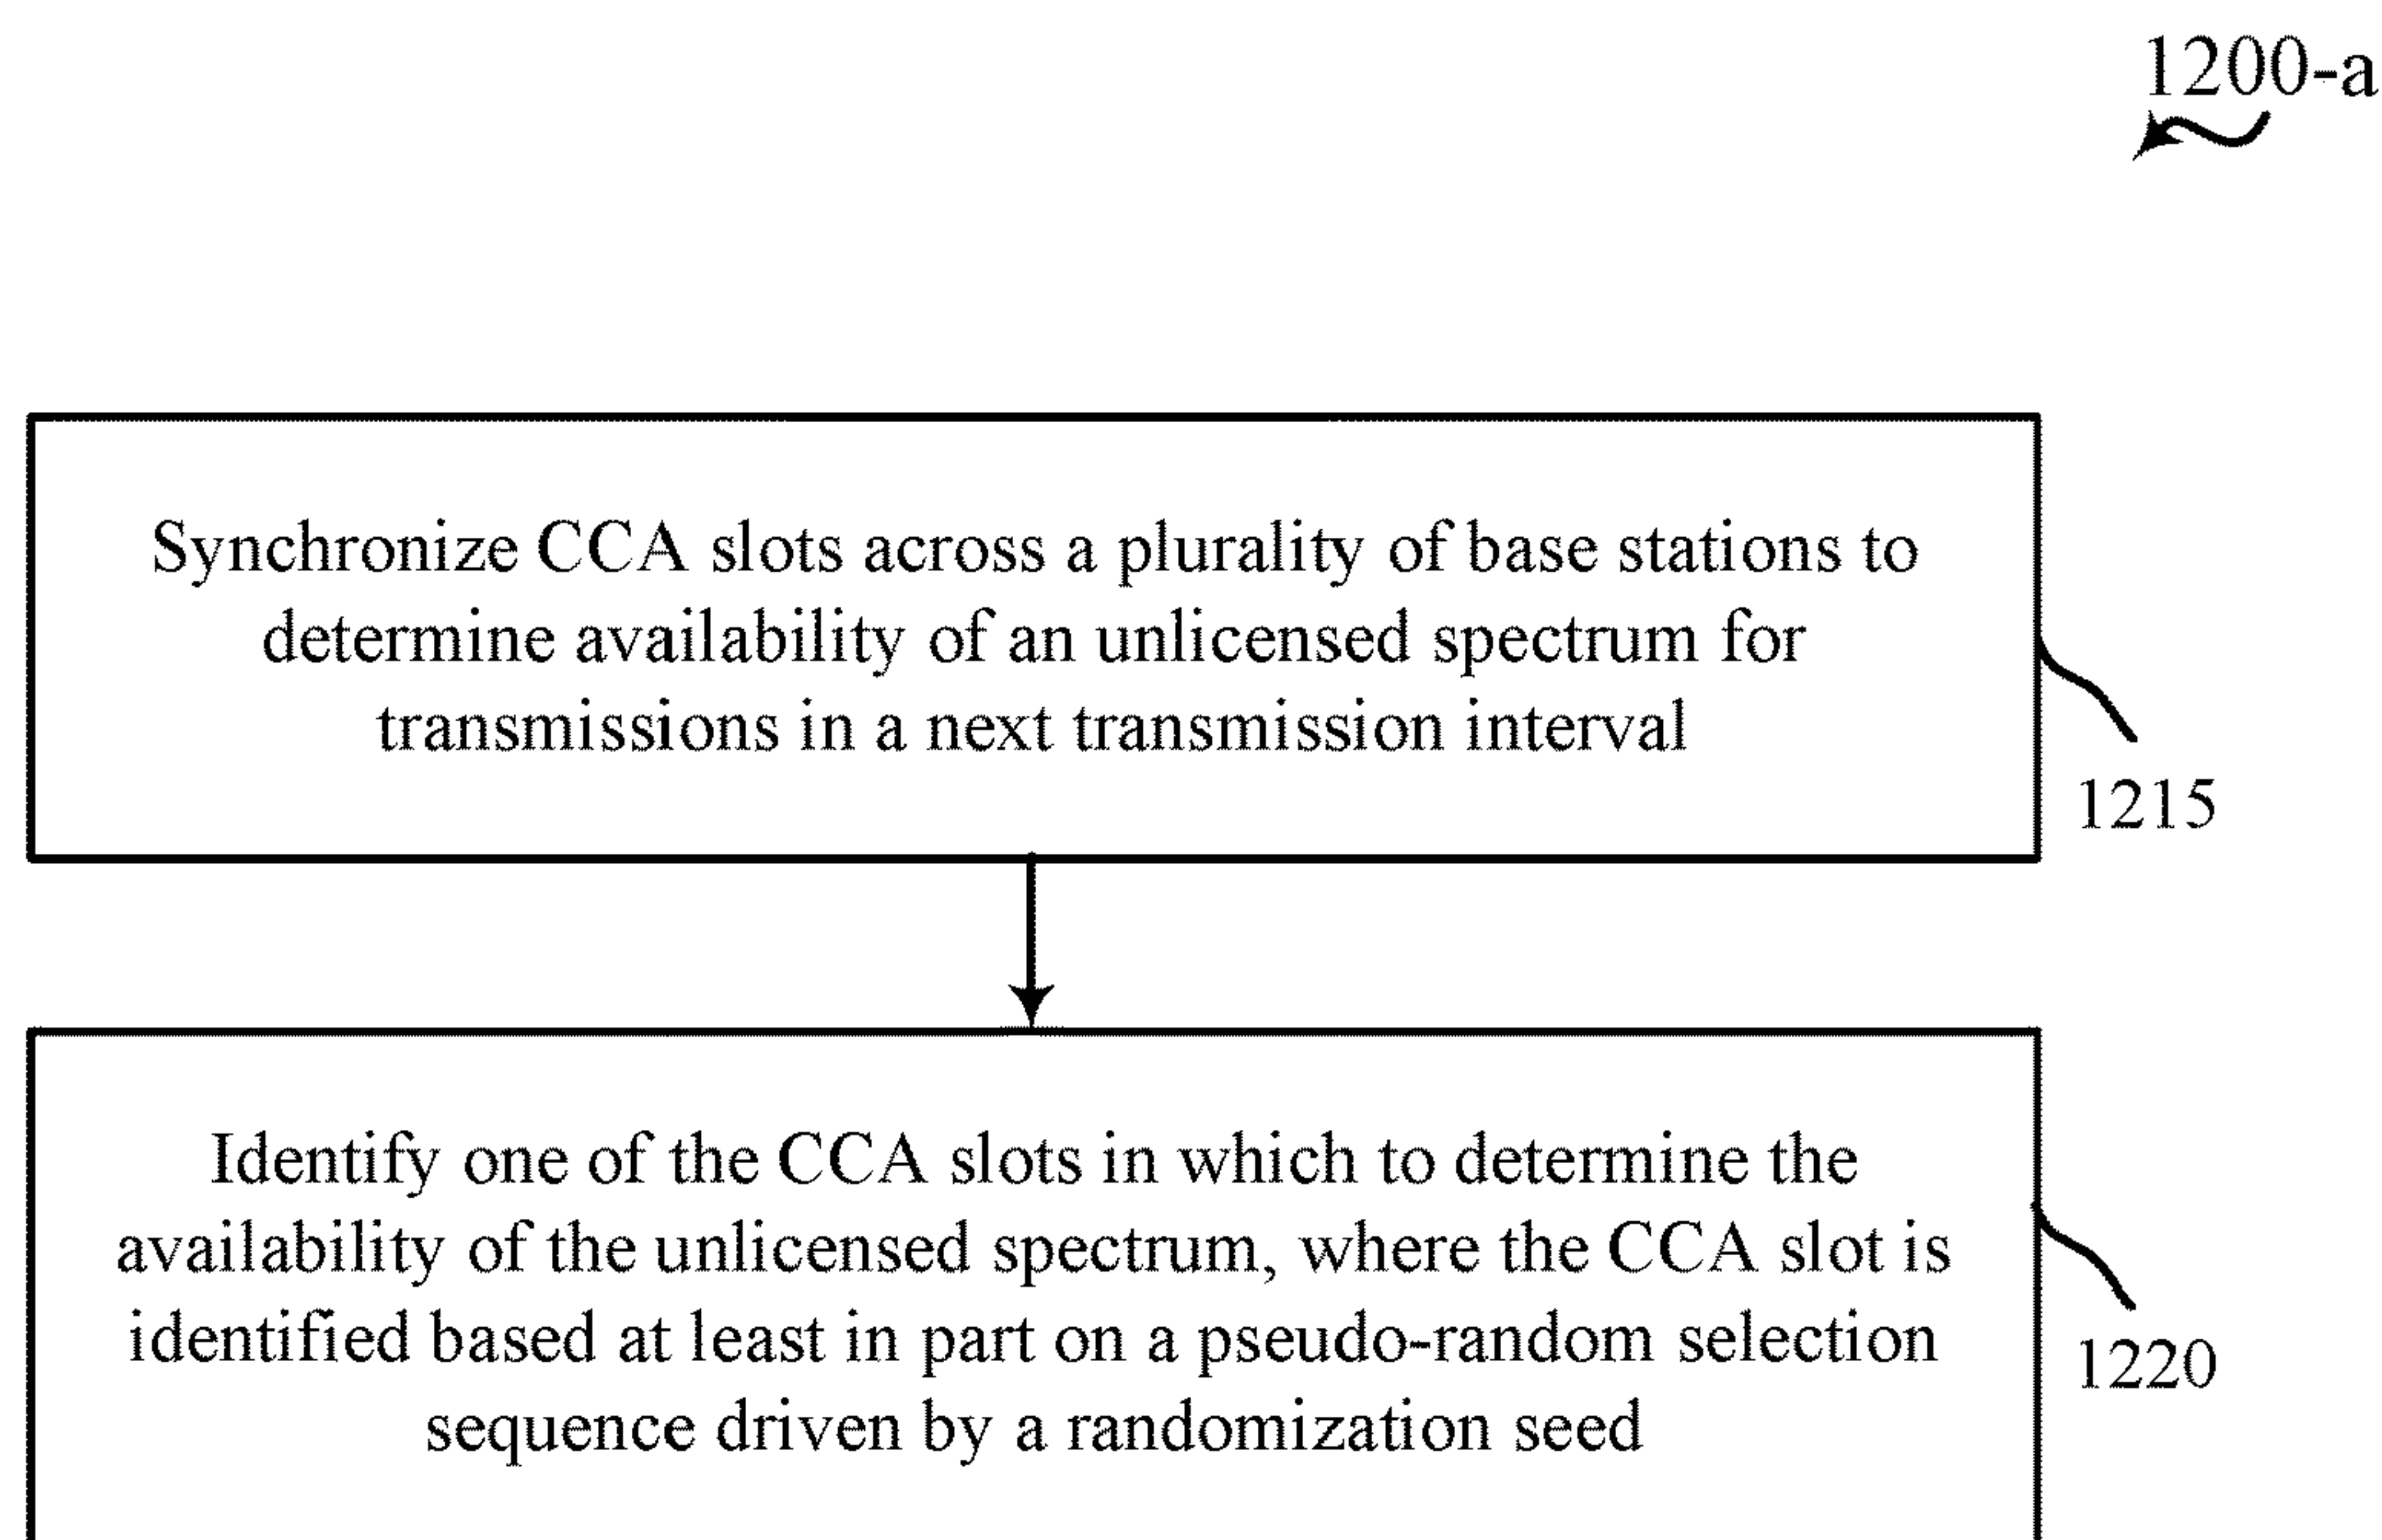 1200-a
Synchronize CCA slots across a plurality of base stations to
determine availability of an unlicensed spectrum for
transmissions in a next transmission interval
1215
Identify one of the CCA slots in which to determine the
availability of the unlicensed spectrum, where the CCA slot is
identified based at least in part on a pseudo-random selection
sequence driven by a randomization seed
1220